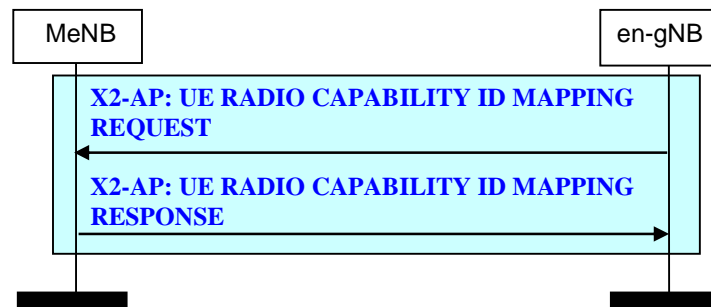 MeNB
en-gNB
X2-AP: UE RADIO CAPABILITY ID MAPPING
REQUEST
X2-AP: UE RADIO CAPABILITY ID MAPPING
RESPONSE